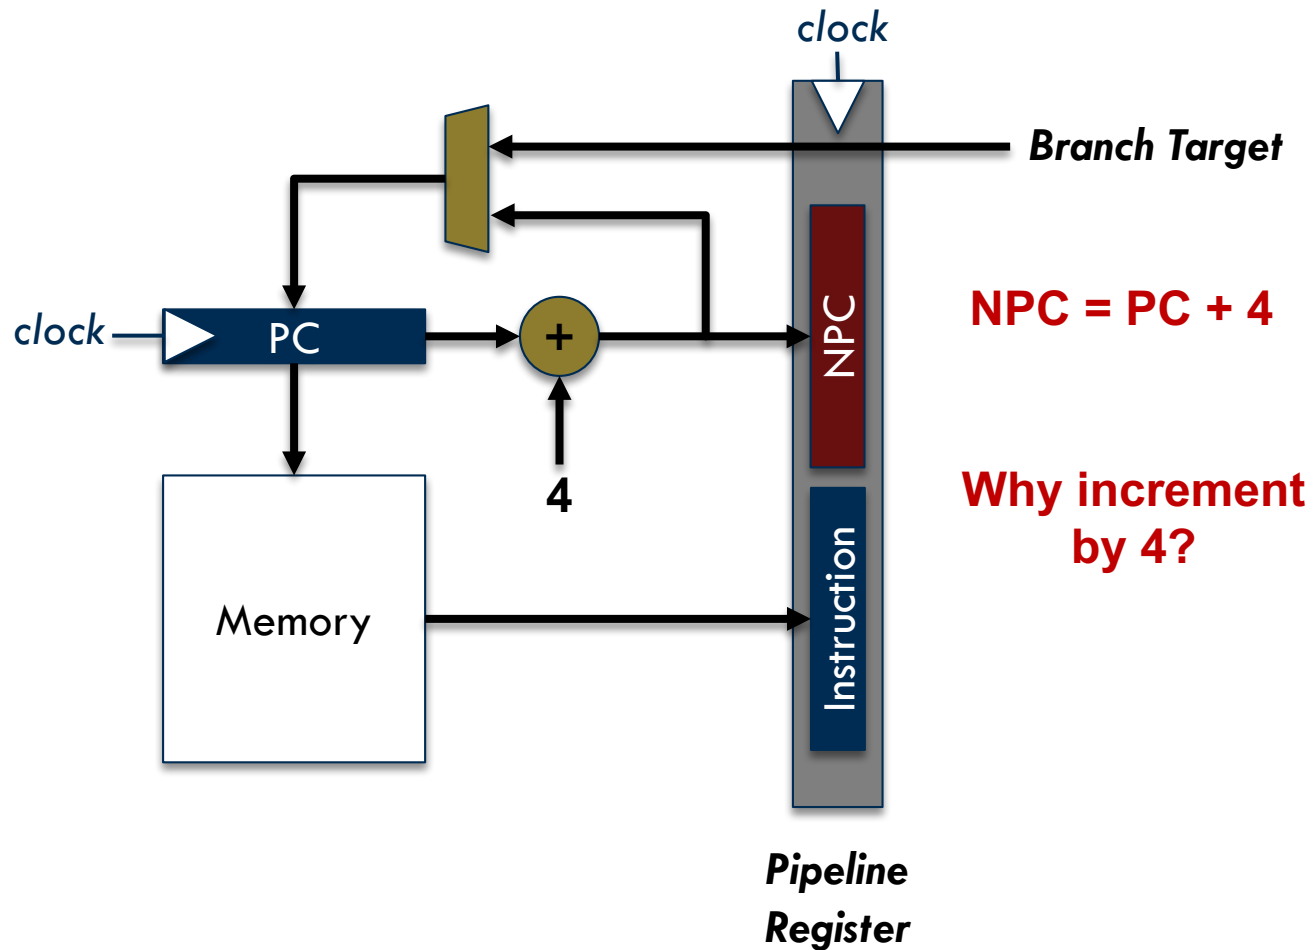 clock
Branch Target
NPC
NPC = PC + 4
clock
PC
+
4
Why increment
by 4?
Memory
Instruction
Pipeline
Register